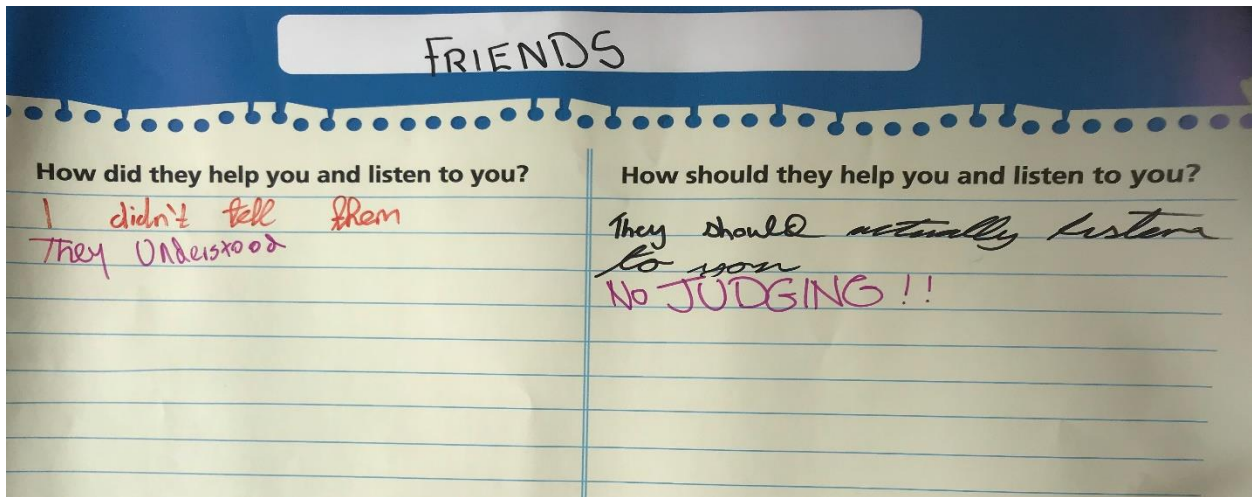 FRIENDS
How did they help you and listen to you?
I didn't tell them
They Understood
How should they help you and listen to you?
They should actually listen
to you
No JUDGING!!